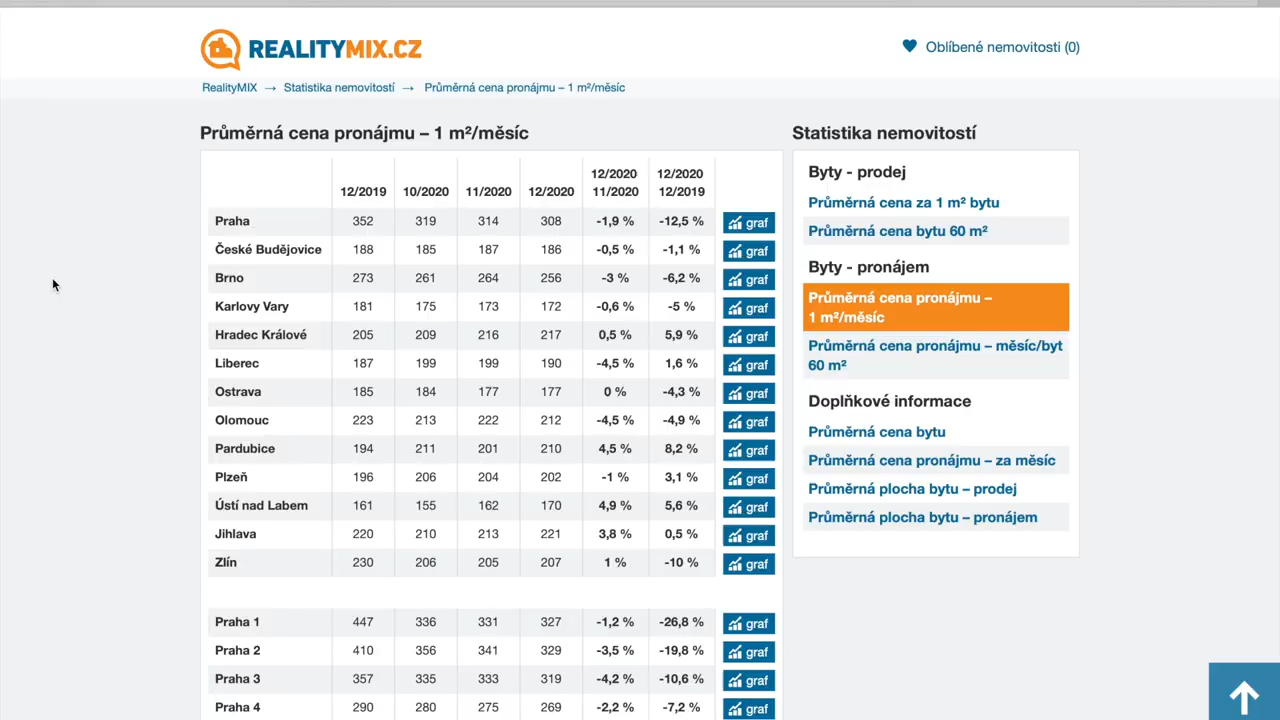 REALITYMIX.CZ
Oblíbené nemovitosti (0)
RealityMIX → Statistika nemovitostí → Průměrná cena pronájmu – 1 m²/měsíc
Průměrná cena pronájmu – 1 m²/měsíc
12/2019 10/2020 11/2020 12/2020 12/2020 11/2020 12/2020 12/2019
Praha 352 319 314 308 -1,9 % -12,5 % graf
České Budějovice 188 185 187 186 -0,5 % -1,1 % graf
Brno 273 261 264 256 -3 % -6,2 % graf
Karlovy Vary 181 175 173 172 -0,6 % -5 % graf
Hradec Králové 205 209 216 217 0,5 % 5,9 % graf
Liberec 187 199 199 190 -4,5 % 1,6 % graf
Ostrava 185 184 177 177 0 % -4,3 % graf
Olomouc 223 213 222 212 -4,5 % -4,9 % graf
Pardubice 194 211 201 210 4,5 % 8,2 % graf
Plzeň 196 206 204 202 -1 % 3,1 % graf
Ústí nad Labem 161 155 162 170 4,9 % 5,6 % graf
Jihlava 220 210 213 221 3,8 % 0,5 % graf
Zlín 230 206 205 207 1 % -10 % graf
Praha 1 447 336 331 327 -1,2 % -26,8 % graf
Praha 2 410 356 341 329 -3,5 % -19,8 % graf
Praha 3 357 335 333 319 -4,2 % -10,6 % graf
Praha 4 290 280 275 269 -2,2 % -7,2 % graf
Statistika nemovitostí
Byty - prodej
Průměrná cena za 1 m² bytu
Průměrná cena bytu 60 m²
Byty - pronájem
Průměrná cena pronájmu –
1 m²/měsíc
Průměrná cena pronájmu – měsíc/byt
60 m²
Doplňkové informace
Průměrná cena bytu
Průměrná cena pronájmu – za měsíc
Průměrná plocha bytu – prodej
Průměrná plocha bytu – pronájem